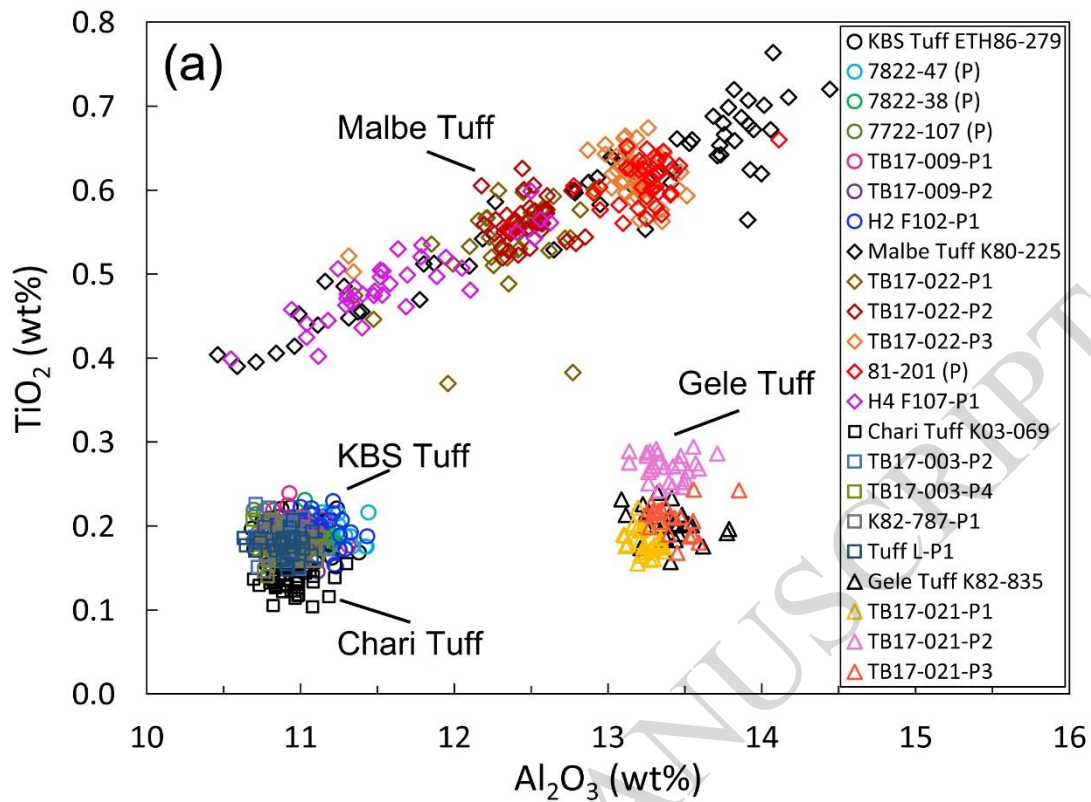 (a)
0.8
0.7
0.6
0.5
0.4
0.3
0.2
0.1
0.0
TiO₂ (wt%)
10 11 12 13 14 15 16
Al₂O₃ (wt%)
Malbe Tuff
Gele Tuff
KBS Tuff
Chari Tuff
KBS Tuff ETH86-279
7822-47 (P)
7822-38 (P)
7722-107 (P)
TB17-009-P1
TB17-009-P2
H2 F102-P1
Malbe Tuff K80-225
TB17-022-P1
TB17-022-P2
TB17-022-P3
81-201 (P)
H4 F107-P1
Chari Tuff K03-069
TB17-003-P2
TB17-003-P4
K82-787-P1
Tuff L-P1
Gele Tuff K82-835
TB17-021-P1
TB17-021-P2
TB17-021-P3
ANUSCRIPT